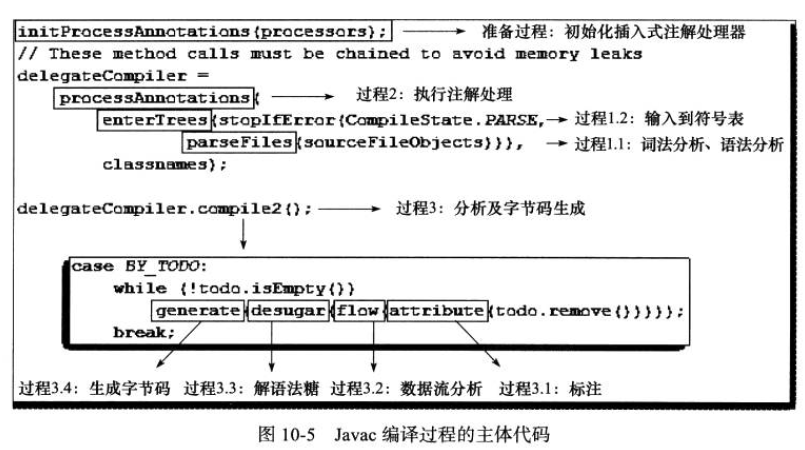 initProcessAnnotations(processors); 准备过程：初始化插入式注解处理器
// These method calls must be chained to avoid memory leaks
delegateCompiler =
processAnnotations( 过程2：执行注解处理
enterTrees(stopIfError(CompileState.PARSE, 过程1.2：输入到符号表
parseFiles(sourceFileObjects))), 过程1.1：词法分析、语法分析
classnames);
delegateCompiler.compile2(); 过程3：分析及字节码生成
case BY_TODO:
while (!todo.isEmpty())
generate(desugar(flow(attribute(todo.remove()))));
break;
过程3.4：生成字节码 过程3.3：解语法糖 过程3.2：数据流分析 过程3.1：标注
图 10-5 Javac 编译过程的主体代码